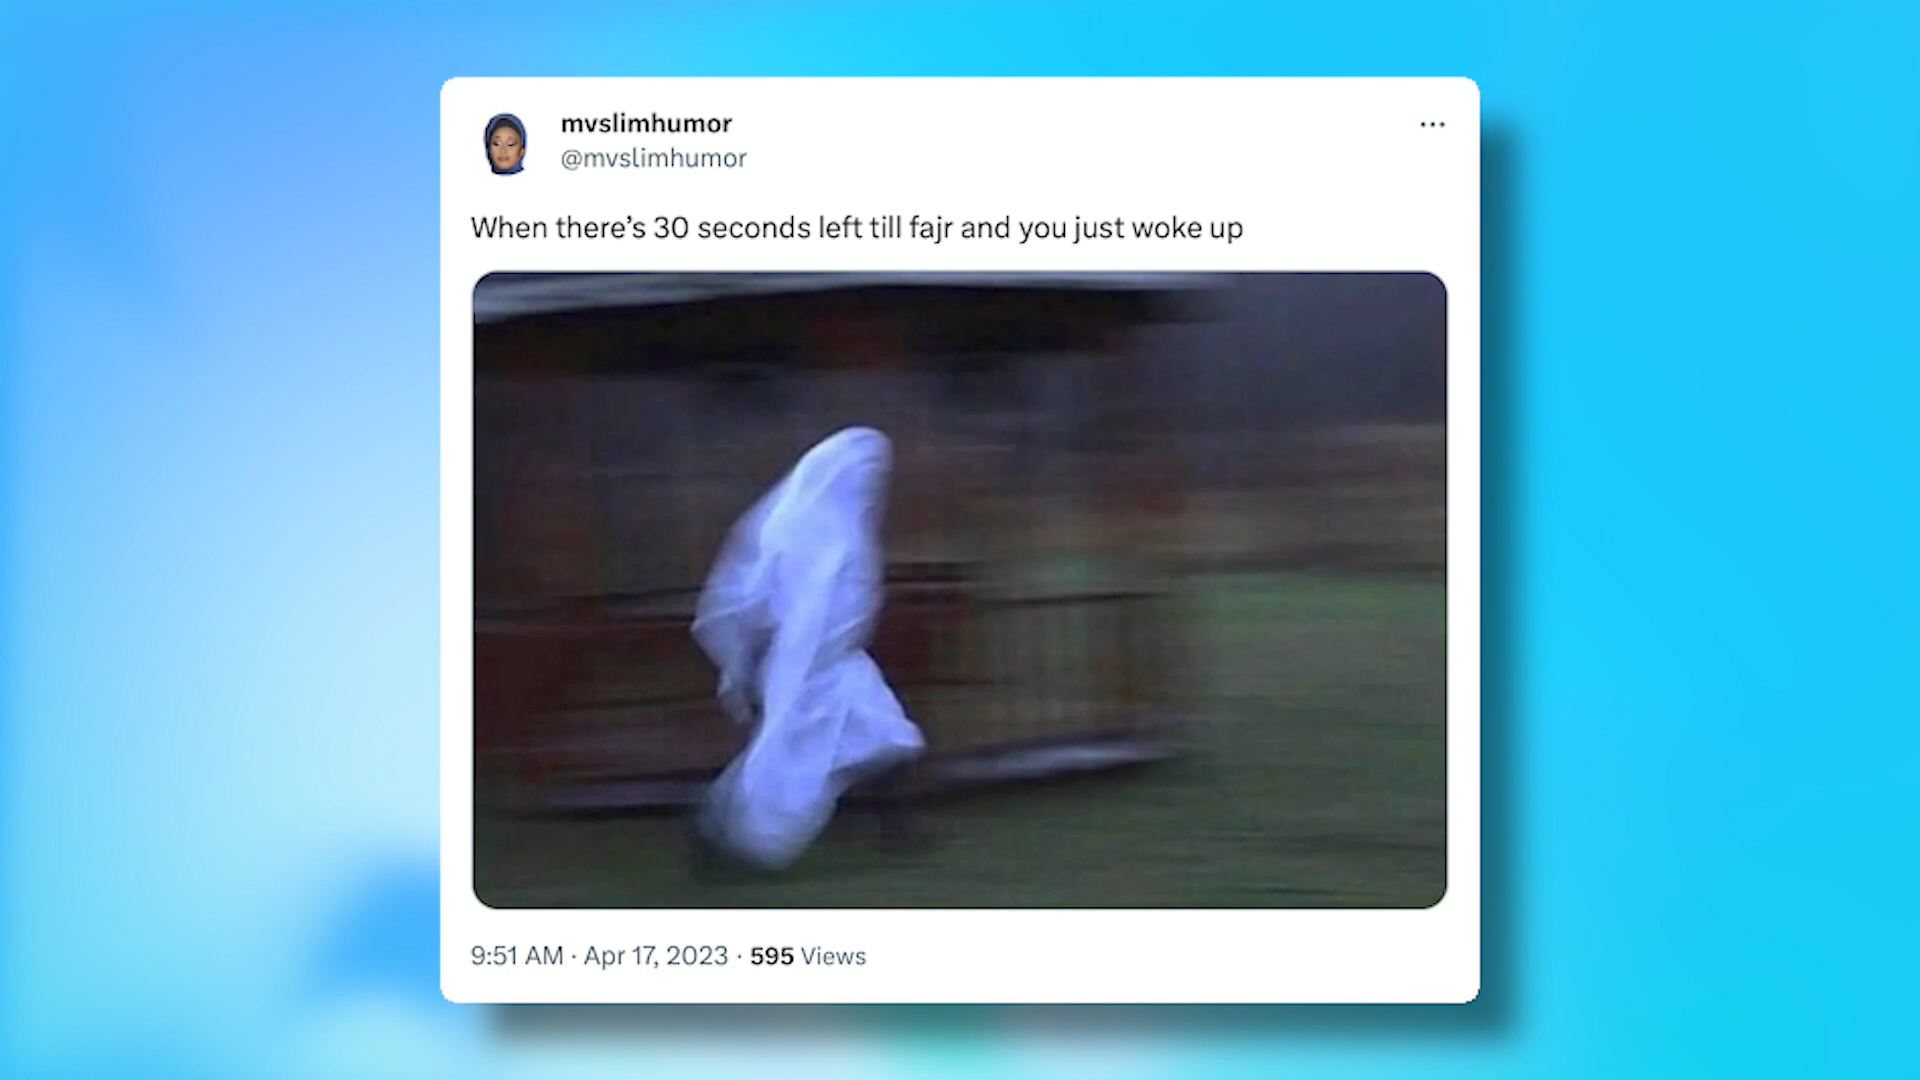 mvslimhumor
@mvslimhumor
When there’s 30 seconds left till fajr and you just woke up
9:51 AM · Apr 17, 2023 · 595 Views